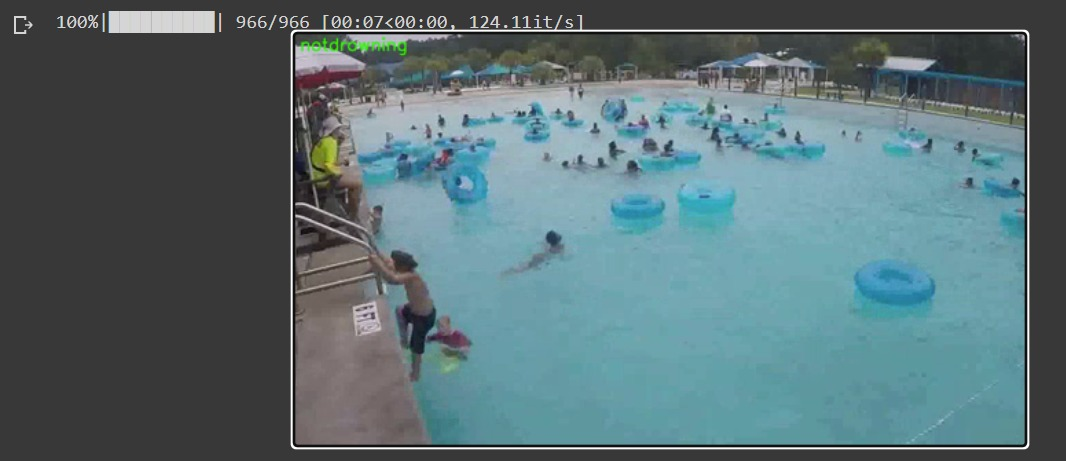 100%|██████████| 966/966 [00:07<00:00, 124.11it/s]
notdrowning